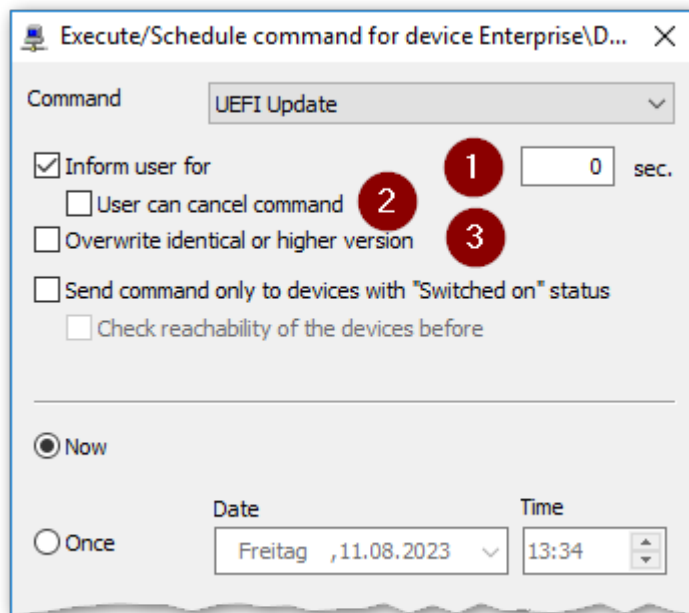 Execute/Schedule command for device Enterprise\D...
Command UEFI Update
Inform user for 1 0 sec.
User can cancel command 2
Overwrite identical or higher version 3
Send command only to devices with "Switched on" status
Check reachability of the devices before
Now
Date Time
Once Freitag ,11.08.2023 13:34